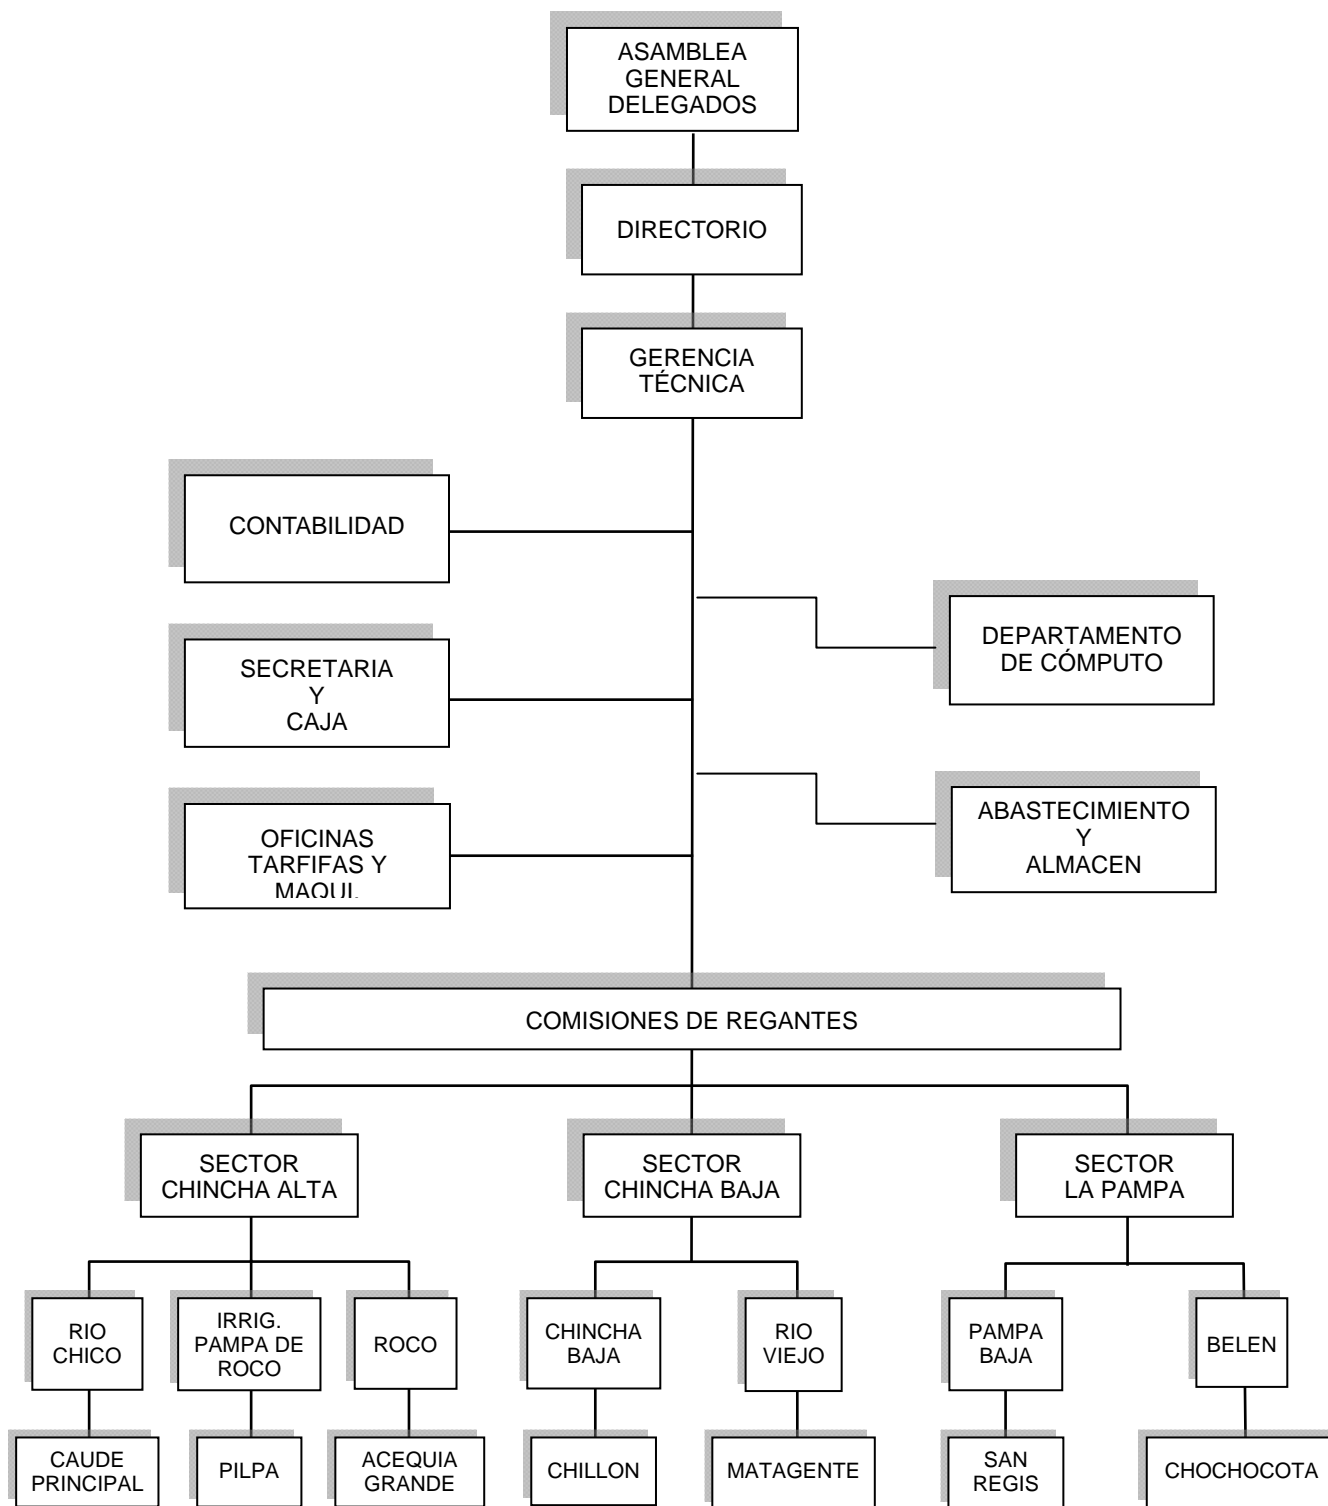 ASAMBLEA
GENERAL
DELEGADOS
DIRECTORIO
GERENCIA
TÉCNICA
CONTABILIDAD
DEPARTAMENTO
DE CÓMPUTO
SECRETARIA
Y
CAJA
ABASTECIMIENTO
Y
ALMACEN
OFICINAS
TARFIFAS Y
MAQUI.
COMISIONES DE REGANTES
SECTOR
CHINCHA ALTA
SECTOR
CHINCHA BAJA
SECTOR
LA PAMPA
RIO
CHICO
IRRIG.
PAMPA DE
ROCO
ROCO
CHINCHA
BAJA
RIO
VIEJO
PAMPA
BAJA
BELEN
CAUDE
PRINCIPAL
PILPA
ACEQUIA
GRANDE
CHILLON
MATAGENTE
SAN
REGIS
CHOCHOCOTA